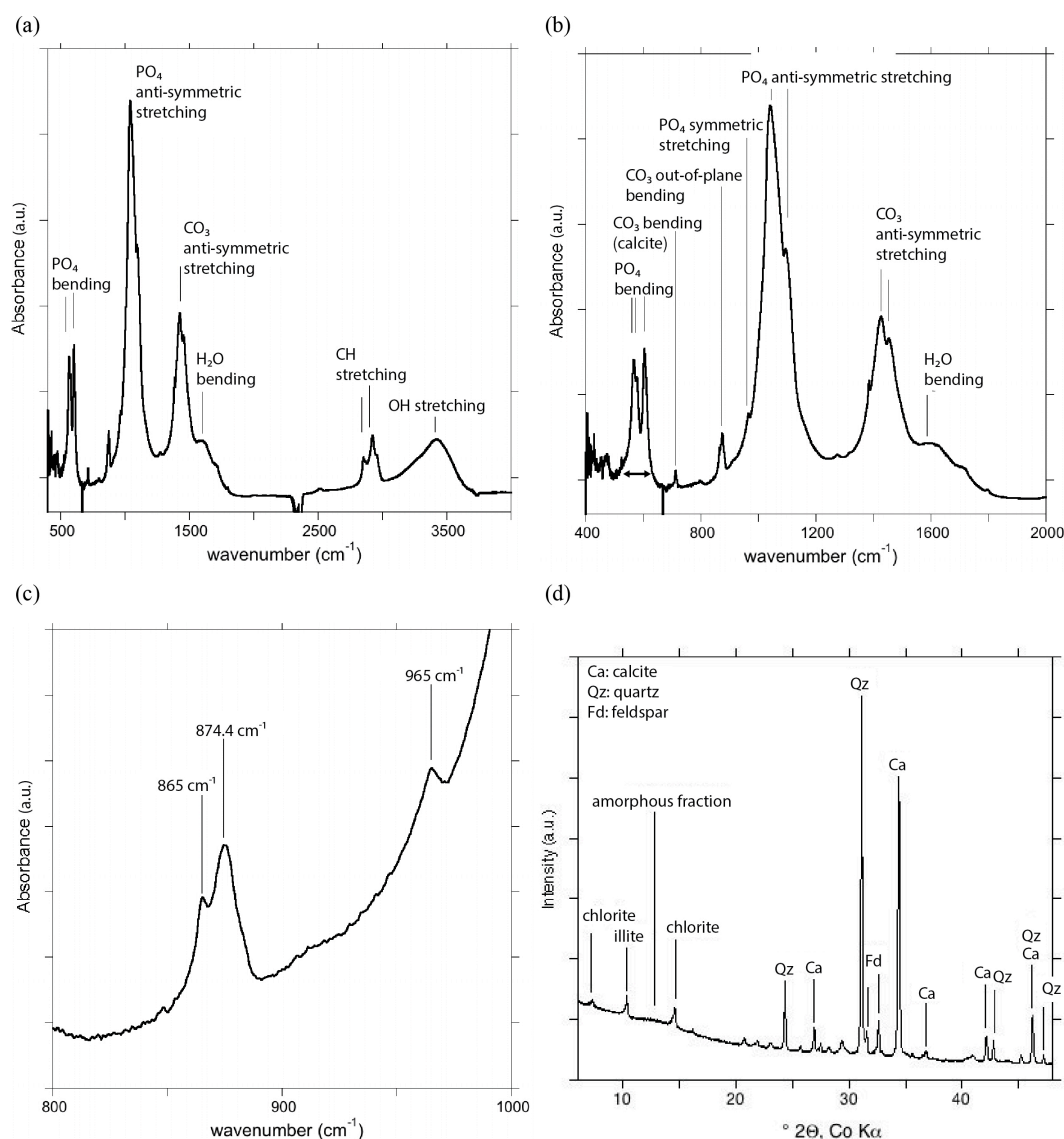 (a)
PO₄
anti-symmetric
stretching
CO₃
anti-symmetric
stretching
PO₄
bending
H₂O
bending
CH
stretching
OH stretching
Absorbance (a.u.)
500
1500
2500
3500
wavenumber (cm⁻¹)
(b)
PO₄ anti-symmetric stretching
PO₄ symmetric
stretching
CO₃ out-of-plane
bending
CO₃ bending
(calcite)
PO₄
bending
CO₃
anti-symmetric
stretching
H₂O
bending
Absorbance (a.u.)
400
800
1200
1600
2000
wavenumber (cm⁻¹)
(c)
965 cm⁻¹
874.4 cm⁻¹
865 cm⁻¹
Absorbance (a.u.)
800
900
1000
wavenumber (cm⁻¹)
(d)
Ca: calcite
Qz: quartz
Fd: feldspar
Qz
Ca
amorphous fraction
chlorite
illite
chlorite
Qz
Ca
Fd
Ca
Ca
Qz
Qz
Ca
Qz
Intensity (a.u.)
10
20
30
40
° 2Θ, Co Kα